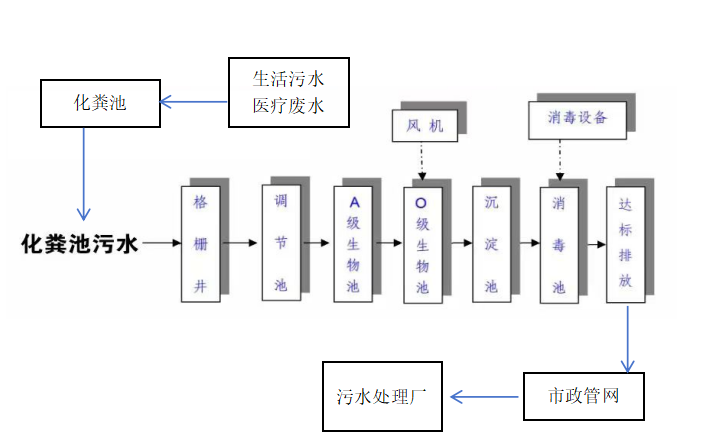 生活污水
医疗废水
化粪池
风机
消毒设备
化粪池污水
格栅井
调节池
A级生物池
O级生物池
沉淀池
消毒池
达标排放
污水处理厂
市政管网